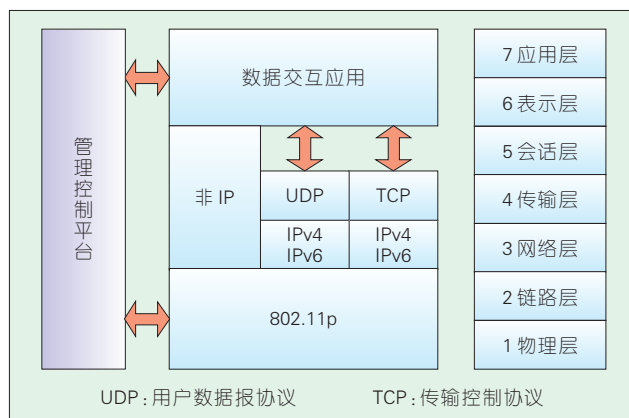 管理控制平台
数据交互应用
非 IP
UDP
TCP
IPv4
IPv6
IPv4
IPv6
802.11p
7 应用层
6 表示层
5 会话层
4 传输层
3 网络层
2 链路层
1 物理层
UDP:用户数据报协议
TCP:传输控制协议